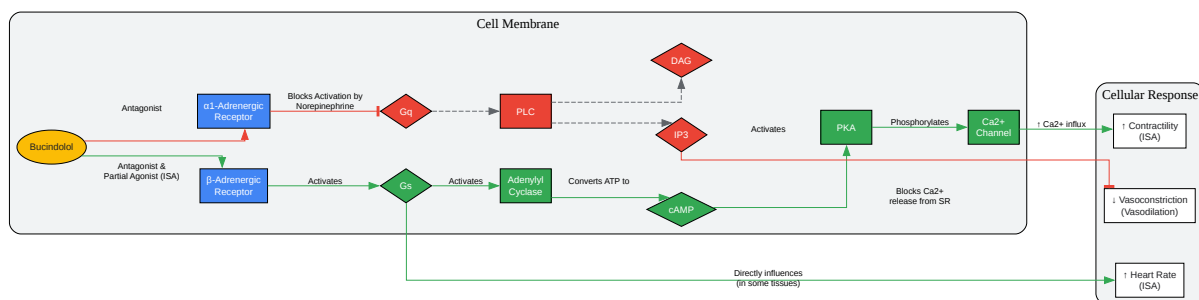 Cell Membrane
DAG
Cellular Response
Antagonist
α1-Adrenergic
Receptor
Blocks Activation by
Norepinephrine
Gq
PLC
IP3
Activates
PKA
Phosphorylates
Ca2+
Channel
↑ Ca2+ influx
↑ Contractility
(ISA)
Bucindolol
Antagonist &
Partial Agonist (ISA)
β-Adrenergic
Receptor
Activates
Gs
Activates
Adenylyl
Cyclase
Converts ATP to
cAMP
Blocks Ca2+
release from SR
↓ Vasoconstriction
(Vasodilation)
Directly influences
(in some tissues)
↑ Heart Rate
(ISA)